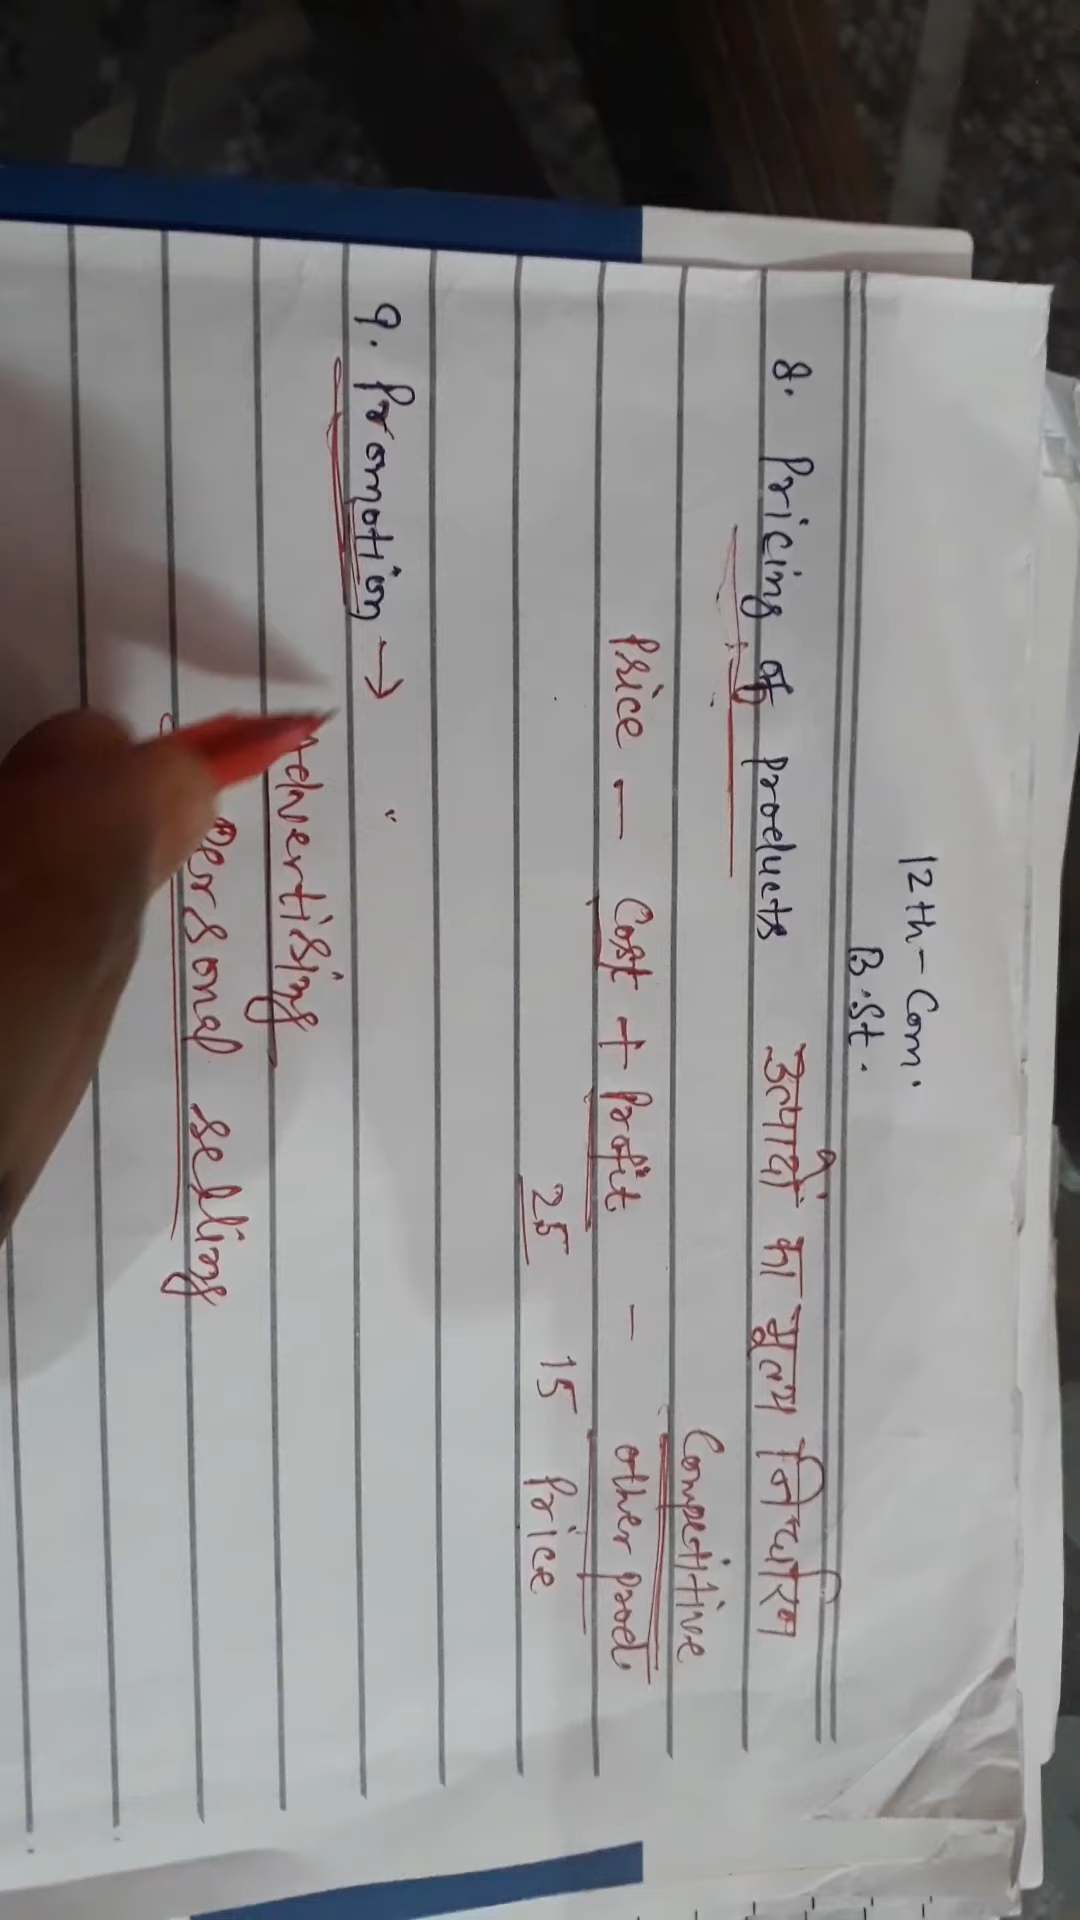 12th - Com.
B.St.
8. Pricing of products उत्पादों का मूल्य निर्धारण
Competitive
Price - Cost + Profit - other prod.
25 15 Price
9. Promotion →
Advertising
Personal selling